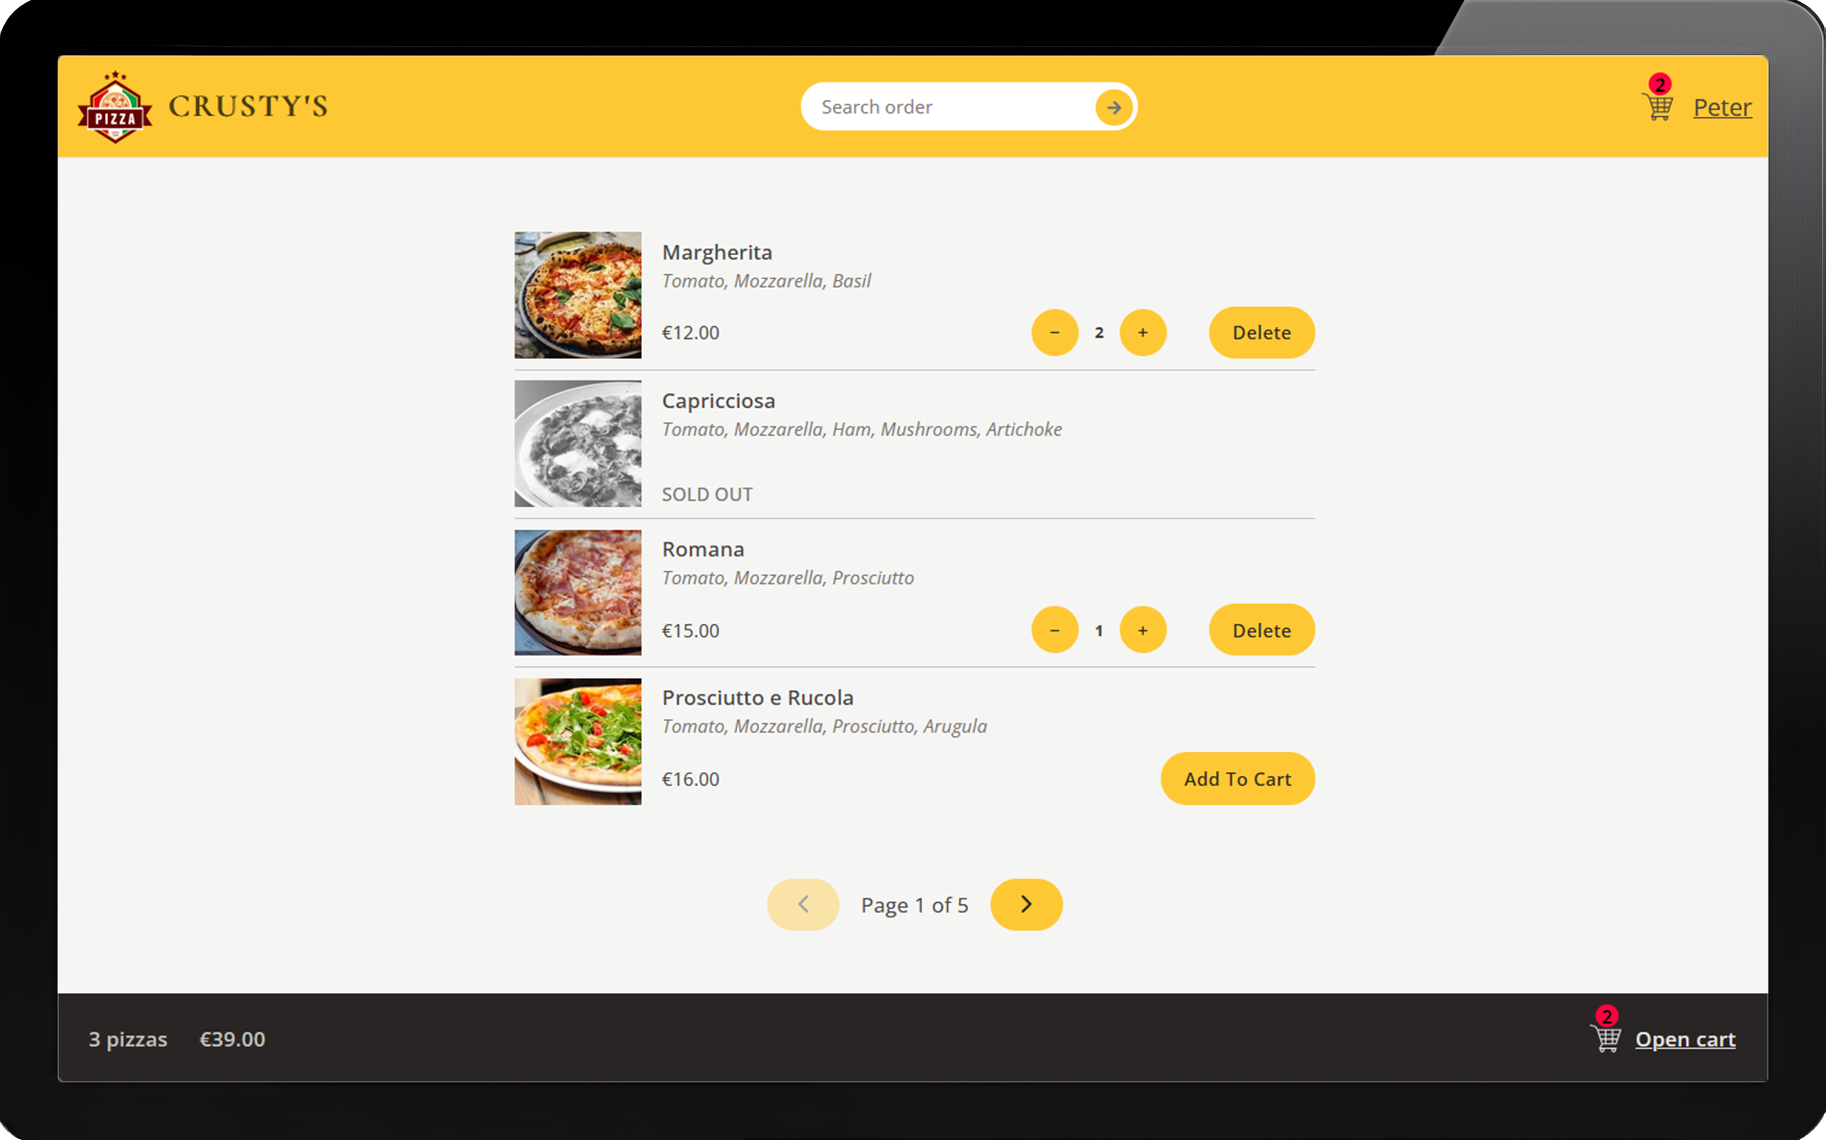 PIZZA
CRUSTY'S
Search order
2
Peter
Margherita
Tomato, Mozzarella, Basil
€12.00
− 2 + Delete
Capricciosa
Tomato, Mozzarella, Ham, Mushrooms, Artichoke
SOLD OUT
Romana
Tomato, Mozzarella, Prosciutto
€15.00
− 1 + Delete
Prosciutto e Rucola
Tomato, Mozzarella, Prosciutto, Arugula
€16.00
Add To Cart
Page 1 of 5
3 pizzas €39.00
2
Open cart